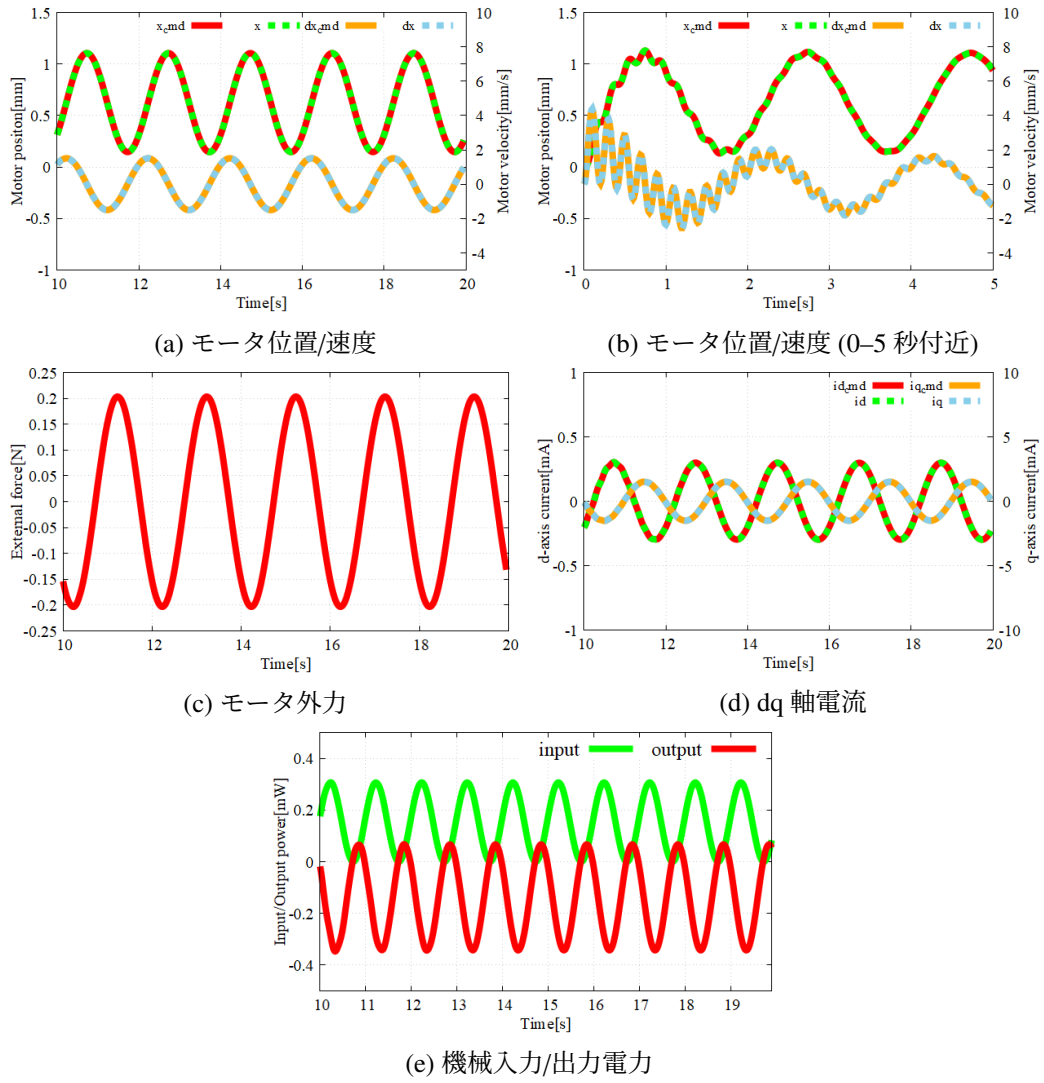 x_cmd x dx_cmd dx
1.5
1
0.5
0
-0.5
-1
10
8
6
4
2
0
-2
-4
10 12 14 16 18 20
Motor positon[mm]
Motor velocity[mm/s]
Time[s]
(a) モータ位置/速度
x_cmd x dx_cmd dx
1.5
1
0.5
0
-0.5
-1
10
8
6
4
2
0
-2
-4
0 1 2 3 4 5
Motor positon[mm]
Motor velocity[mm/s]
Time[s]
(b) モータ位置/速度 (0–5 秒付近)
0.25
0.2
0.15
0.1
0.05
0
-0.05
-0.1
-0.15
-0.2
-0.25
10 12 14 16 18 20
External force[N]
Time[s]
(c) モータ外力
id_cmd iq_cmd
id iq
1
0.5
0
-0.5
-1
10
5
0
-5
-10
10 12 14 16 18 20
d-axis current[mA]
q-axis current[mA]
Time[s]
(d) dq 軸電流
input output
0.4
0.2
0
-0.2
-0.4
10 11 12 13 14 15 16 17 18 19
Input/Output power[mW]
Time[s]
(e) 機械入力/出力電力